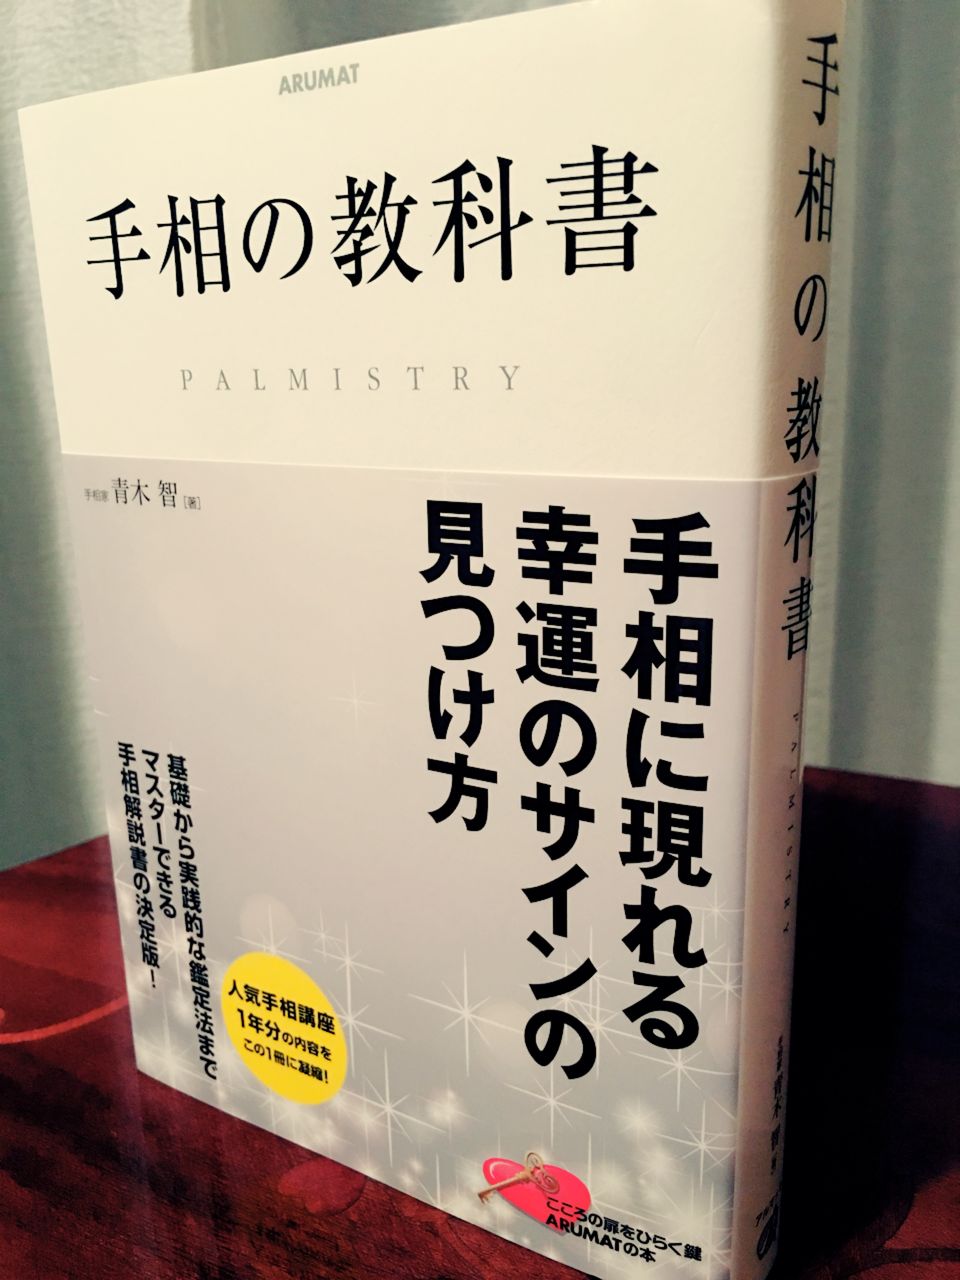 ARUMAT
手相の教科書
PALMISTRY
手相家 青木 智 [著]
手相に現れる
幸運のサインの
見つけ方
基礎から実践的な鑑定法まで
マスターできる
手相解説書の決定版!
人気手相講座
1年分の内容を
この1冊に凝縮!
こころの扉をひらく鍵
ARUMATの本
手相の教科書
PALMISTRY
青木 智